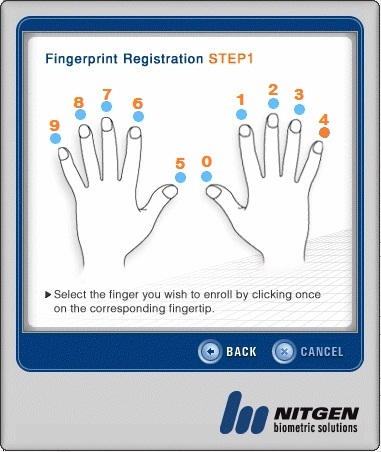 Fingerprint Registration STEP1
2
7
3
8
1
6
9
4
5
0
Select the finger you wish to enroll by clicking once
on the corresponding fingertip.
BACK
CANCEL
NITGEN
biometric solutions